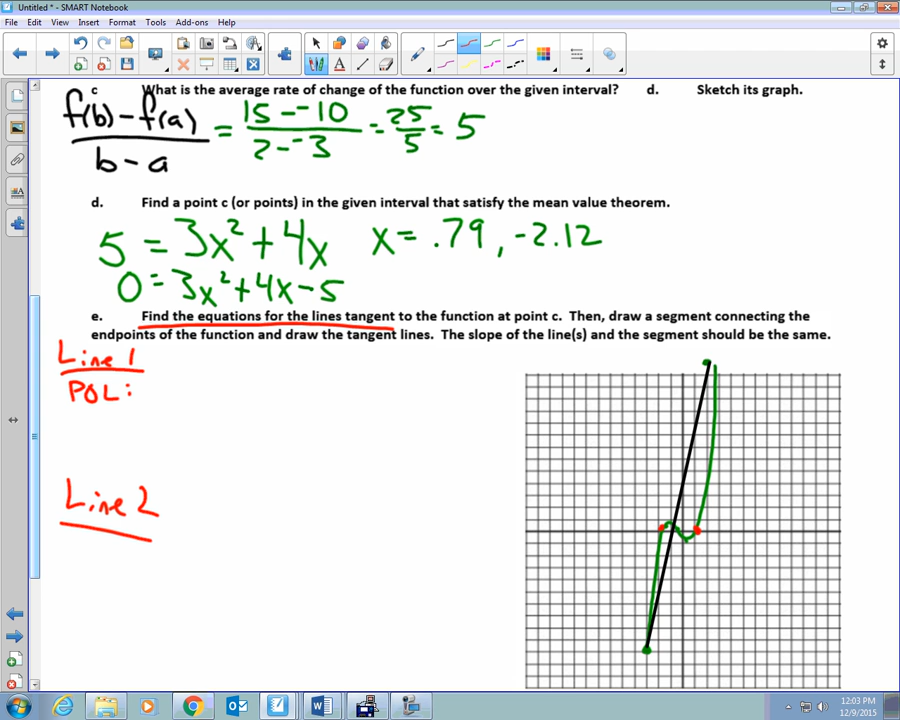 Untitled * - SMART Notebook
File Edit View Insert Format Tools Add-ons Help
c What is the average rate of change of the function over the given interval? d. Sketch its graph.
f(b) - f(a) / b - a = 15 - -10 / 2 - -3 = 25/5 = 5
d. Find a point c (or points) in the given interval that satisfy the mean value theorem.
5 = 3x² + 4x x = .79, -2.12
0 = 3x² + 4x - 5
e. Find the equations for the lines tangent to the function at point c. Then, draw a segment connecting the
endpoints of the function and draw the tangent lines. The slope of the line(s) and the segment should be the same.
Line 1
POL:
Line 2
12:03 PM
12/9/2015